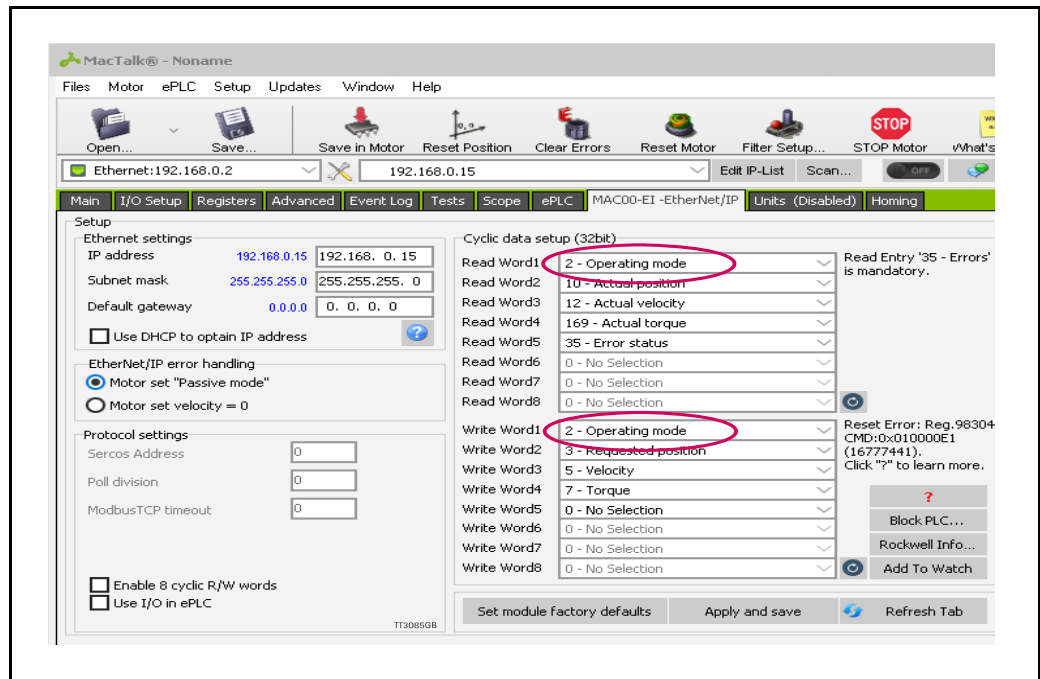 MacTalk® - Noname
Files Motor ePLC Setup Updates Window Help
Open... Save... Save in Motor Reset Position Clear Errors Reset Motor Filter Setup... STOP Motor What's
STOP
Ethernet:192.168.0.2 192.168.0.15 Edit IP-List Scan... OFF
Main I/O Setup Registers Advanced Event Log Tests Scope ePLC MAC00-EI -EtherNet/IP Units (Disabled) Homing
Setup
Ethernet settings
IP address 192.168.0.15 192.168. 0. 15
Subnet mask 255.255.255.0 255.255.255. 0
Default gateway 0.0.0.0 0. 0. 0. 0
Use DHCP to optain IP address
EtherNet/IP error handling
Motor set "Passive mode"
Motor set velocity = 0
Protocol settings
Sercos Address 0
Poll division 0
ModbusTCP timeout 0
Enable 8 cyclic R/W words
Use I/O in ePLC
TT3085GB
Cyclic data setup (32bit)
Read Word1 2 - Operating mode
Read Word2 10 - Actual position
Read Word3 12 - Actual velocity
Read Word4 169 - Actual torque
Read Word5 35 - Error status
Read Word6 0 - No Selection
Read Word7 0 - No Selection
Read Word8 0 - No Selection
Read Entry '35 - Errors'
is mandatory.
Write Word1 2 - Operating mode
Write Word2 3 - Requested position
Write Word3 5 - Velocity
Write Word4 7 - Torque
Write Word5 0 - No Selection
Write Word6 0 - No Selection
Write Word7 0 - No Selection
Write Word8 0 - No Selection
Reset Error: Reg.98304
CMD:0x010000E1
(16777441).
Click "?" to learn more.
?
Block PLC...
Rockwell Info...
Add To Watch
Set module factory defaults Apply and save Refresh Tab